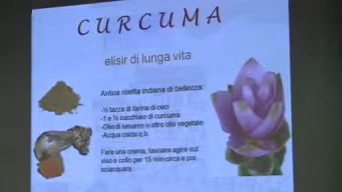 CURCUMA
elisir di lunga vita
Antica ricetta indiana di bellezza:
-½ tazza di farina di ceci
-1 e ½ cucchiaio di curcuma
-Olio di sesamo o altro olio vegetale
-Acqua calda q.b.
Fare una crema, lasciare agire sul
viso e collo per 15 min circa e poi
sciacquare.